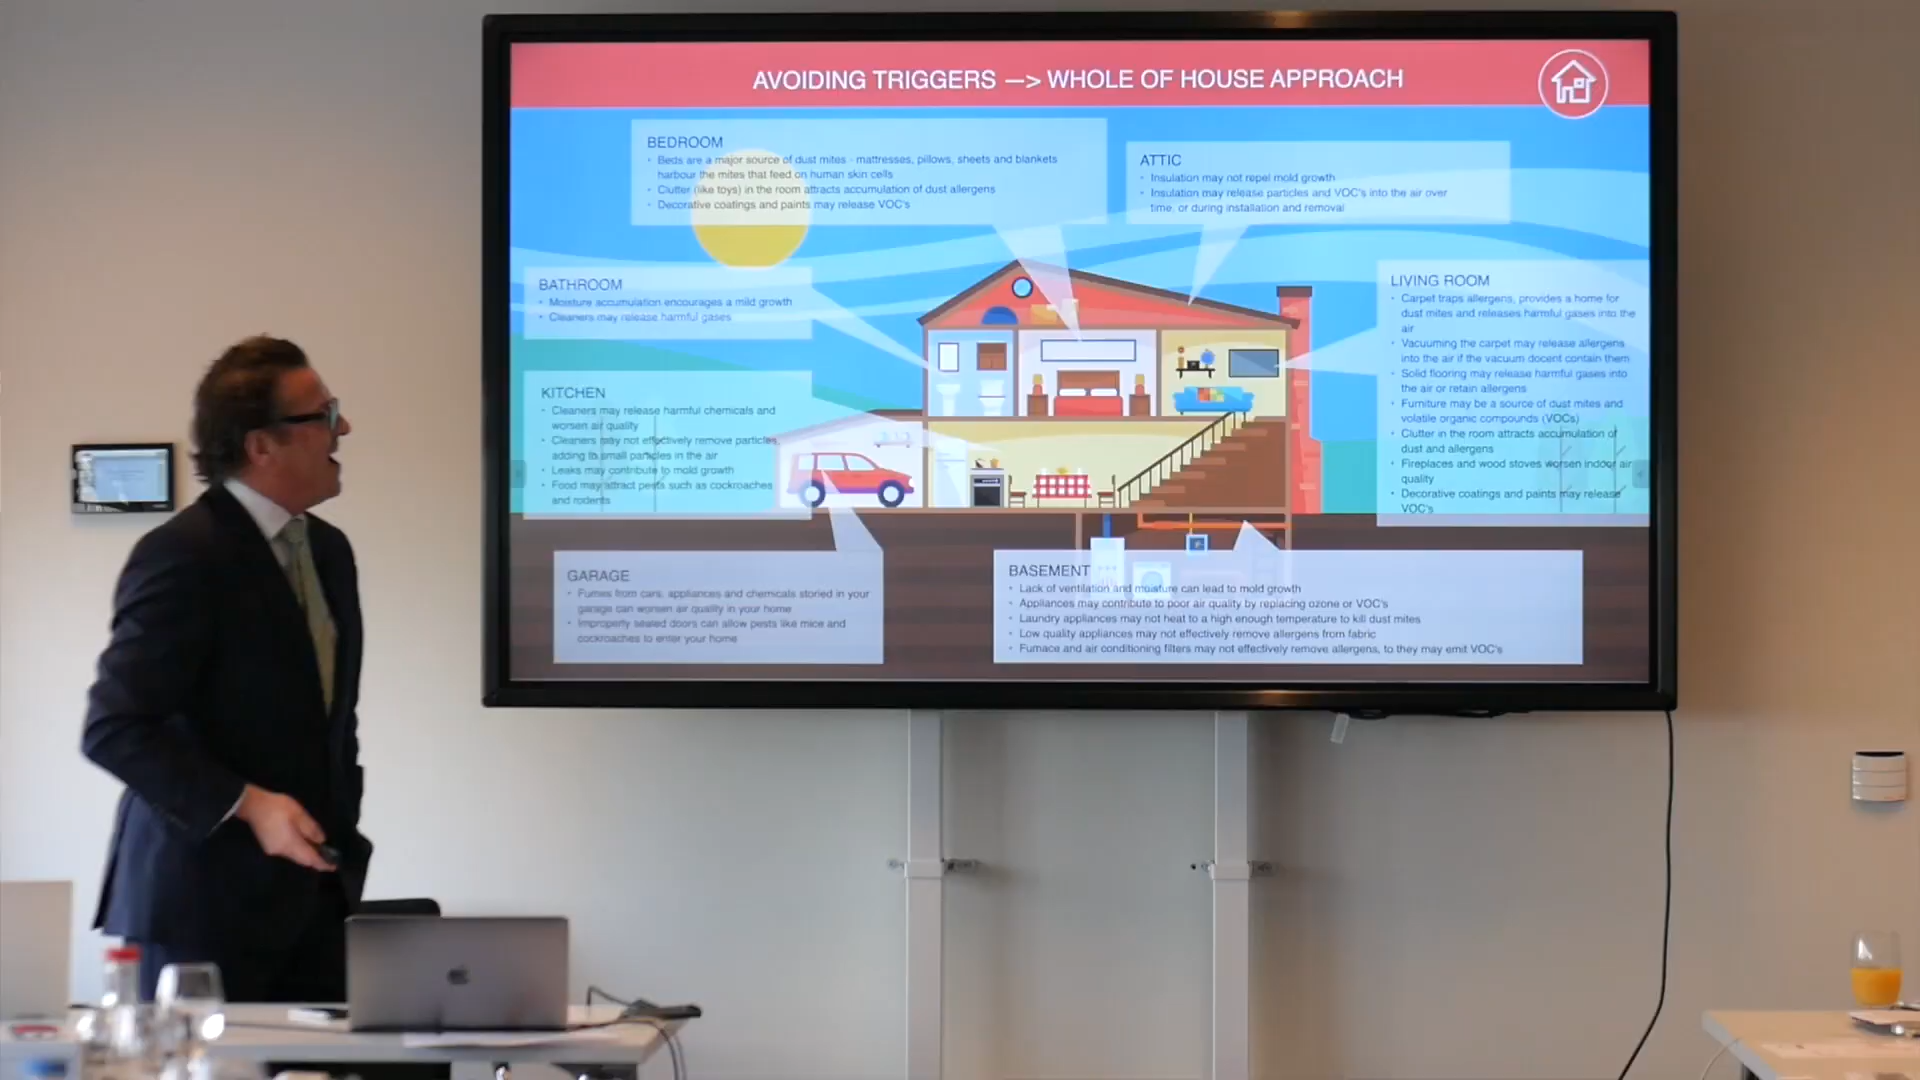 AVOIDING TRIGGERS —> WHOLE OF HOUSE APPROACH
BEDROOM
• Beds are a major source of dust mites - mattresses, pillows, sheets and blankets
harbour the mites that feed on human skin cells
• Clutter (like toys) in the room attracts accumulation of dust allergens
• Decorative coatings and paints may release VOC's
ATTIC
• Insulation may not repel mold growth
• Insulation may release particles and VOC's into the air over
time, or during installation and removal
BATHROOM
• Moisture accumulation encourages a mild growth
• Cleaners may release harmful gases
LIVING ROOM
• Carpet traps allergens, provides a home for
dust mites and releases harmful gases into the
air
• Vacuuming the carpet may release allergens
into the air if the vacuum docent contain them
• Solid flooring may release harmful gases into
the air or retain allergens
• Furniture may be a source of dust mites and
volatile organic compounds (VOCs)
• Clutter in the room attracts accumulation of
dust and allergens
• Fireplaces and wood stoves worsen indoor air
quality
• Decorative coatings and paints may release
VOC's
KITCHEN
• Cleaners may release harmful chemicals and
worsen air quality
• Cleaners may not effectively remove particles,
adding to small particles in the air
• Leaks may contribute to mold growth
• Food may attract pests such as cockroaches
and rodents
GARAGE
• Fumes from cars, appliances and chemicals storied in your
garage can worsen air quality in your home
• Improperly sealed doors can allow pests like mice and
cockroaches to enter your home
BASEMENT
• Lack of ventilation and moisture can lead to mold growth
• Appliances may contribute to poor air quality by replacing ozone or VOC's
• Laundry appliances may not heat to a high enough temperature to kill dust mites
• Low quality appliances may not effectively remove allergens from fabric
• Furnace and air conditioning filters may not effectively remove allergens, to they may emit VOC's